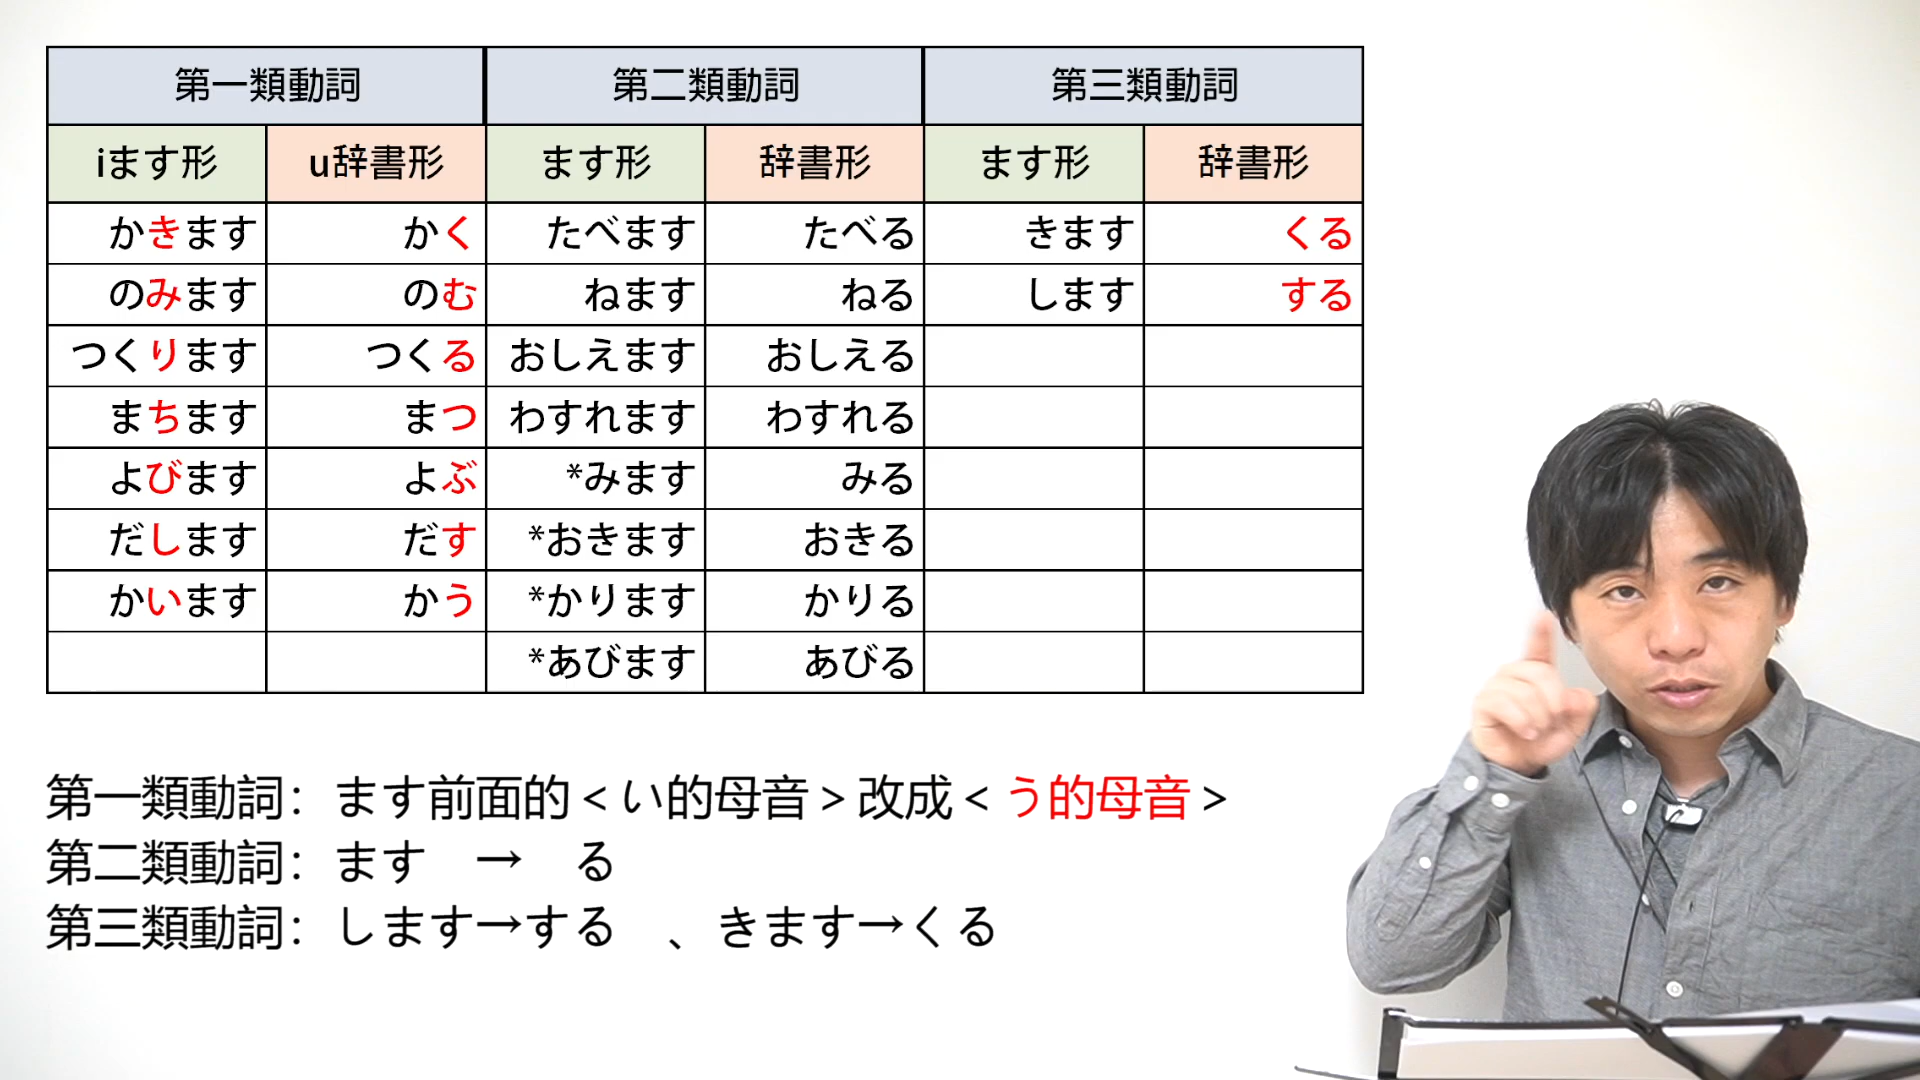 第一類動詞 第二類動詞 第三類動詞
iます形 u辞書形 ます形 辞書形 ます形 辞書形
かきます かく たべます たべる きます くる
のみます のむ ねます ねる します する
つくります つくる おしえます おしえる
まちます まつ わすれます わすれる
よびます よぶ *みます みる
だします だす *おきます おきる
かいます かう *かります かりる
*あびます あびる
第一類動詞：ます前面的＜い的母音＞改成＜う的母音＞
第二類動詞：ます　→　る
第三類動詞：します→する　、きます→くる